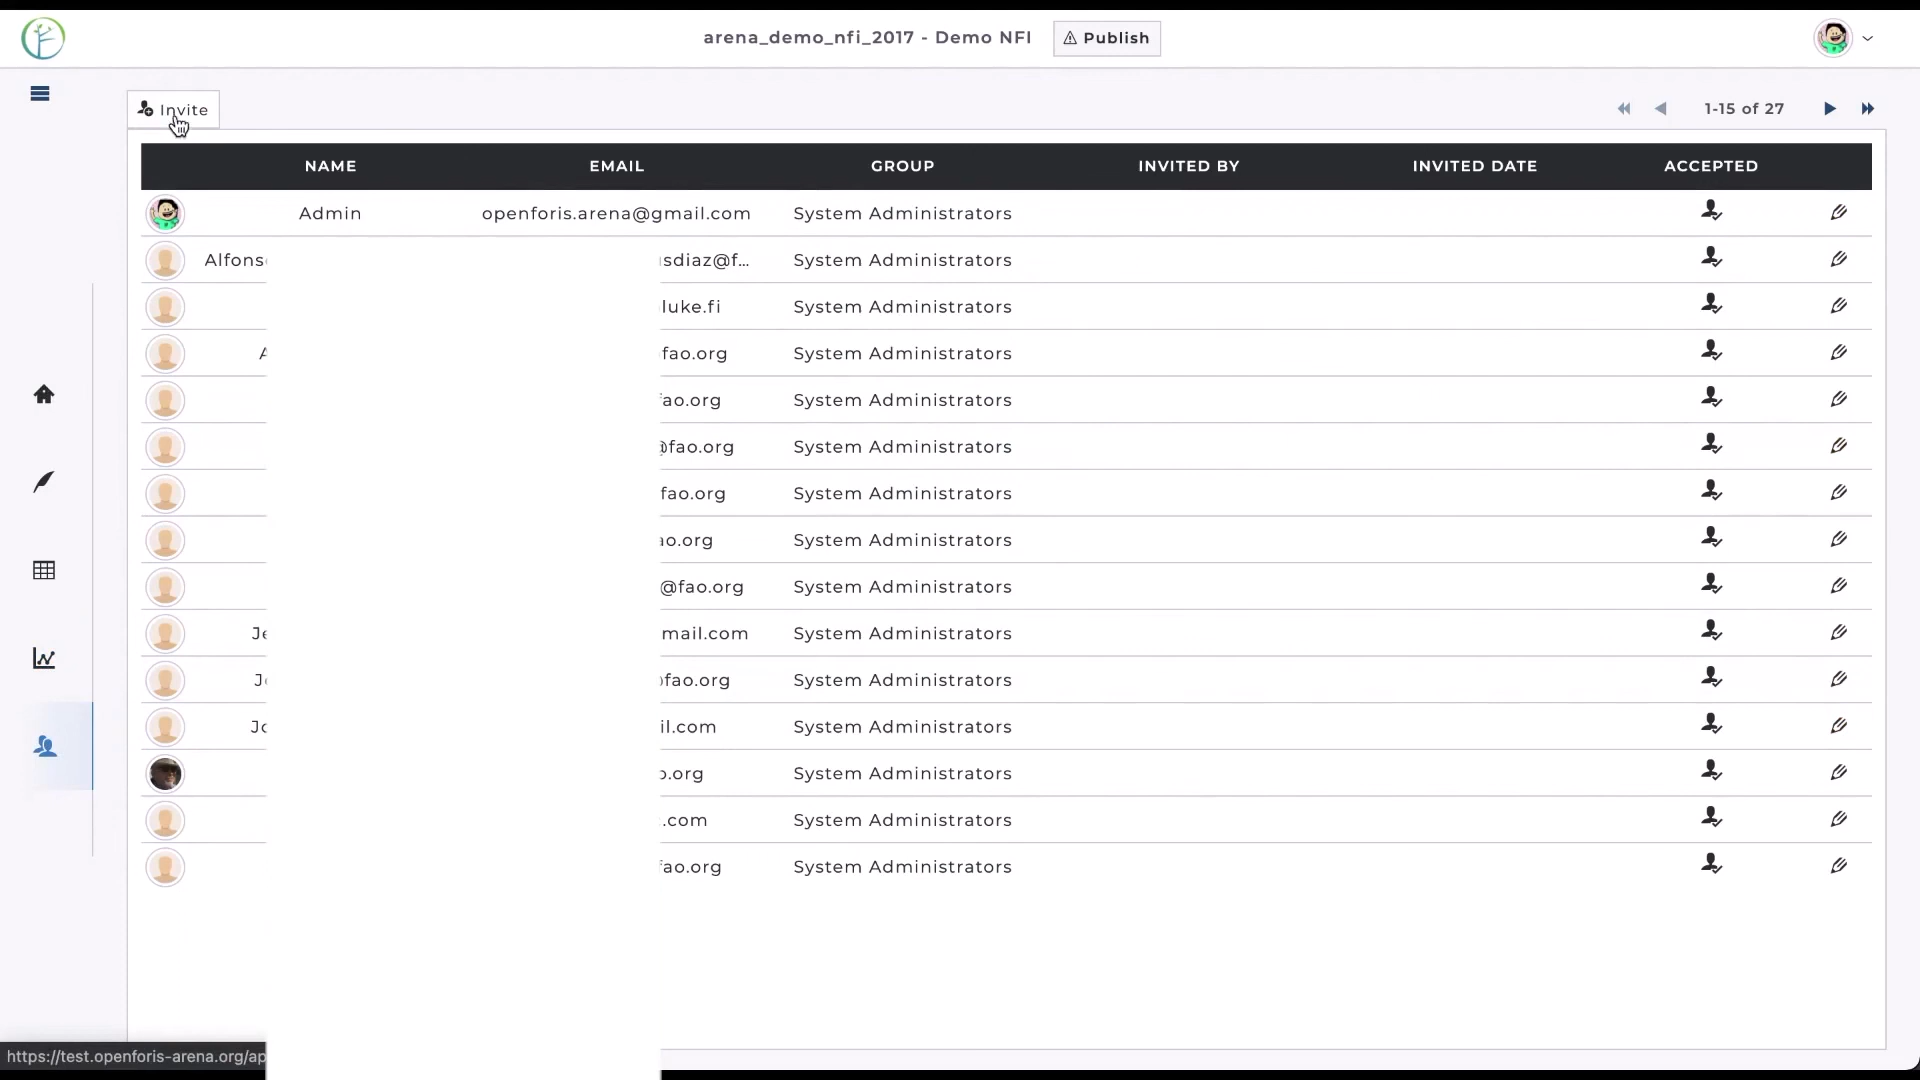 arena_demo_nfi_2017 - Demo NFI
Publish
Invite
1-15 of 27
NAME EMAIL GROUP INVITED BY INVITED DATE ACCEPTED
Admin openforis.arena@gmail.com System Administrators
sdiaz@f... System Administrators
luke.fi System Administrators
fao.org System Administrators
ao.org System Administrators
@fao.org System Administrators
fao.org System Administrators
o.org System Administrators
@fao.org System Administrators
mail.com System Administrators
fao.org System Administrators
il.com System Administrators
o.org System Administrators
.com System Administrators
ao.org System Administrators
https://test.openforis-arena.org/ap